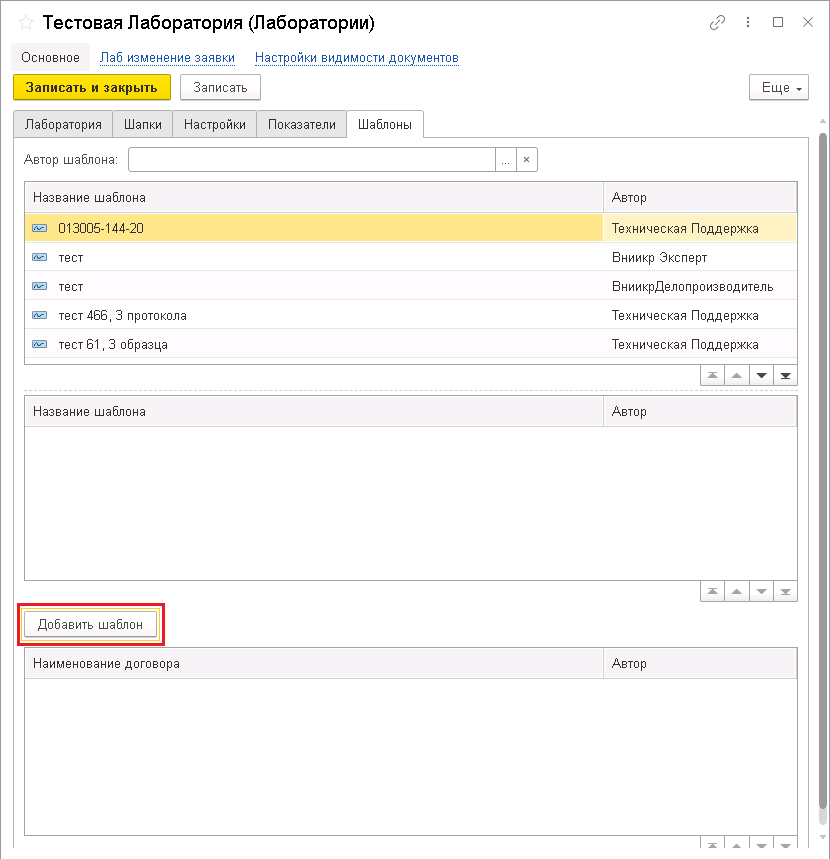 Тестовая Лаборатория (Лаборатории)
Основное Лаб изменение заявки Настройки видимости документов
Записать и закрыть Записать Еще
Лаборатория Шапки Настройки Показатели Шаблоны
Автор шаблона: ... ×
Название шаблона Автор
013005-144-20 Техническая Поддержка
тест Вниикр Эксперт
тест ВниикрДелопроизводитель
тест 466, 3 протокола Техническая Поддержка
тест 61, 3 образца Техническая Поддержка
Название шаблона Автор
Добавить шаблон
Наименование договора Автор